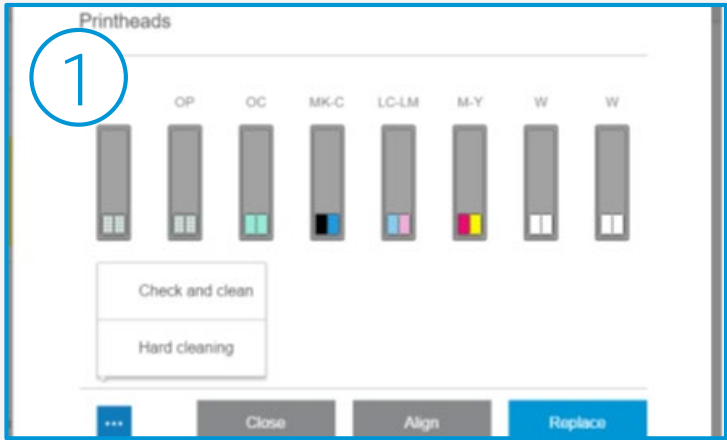 Printheads
1
OP OC MK-C LC-LM M-Y W W
Check and clean
Hard cleaning
... Close Align Replace